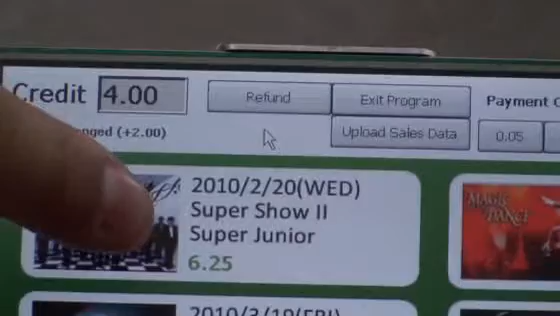 Credit 4.00
Refund
Exit Program
Payment
nged (+2.00)
Upload Sales Data
0.05
2010/2/20(WED)
Super Show II
Super Junior
6.25
MAGIC
DANCE